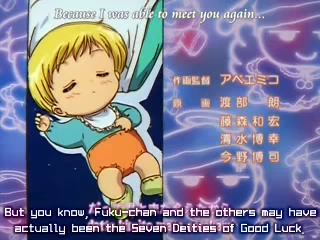 Because I was able to meet you again...
作画監督 アベエミコ
原　画 渡部　朗
藤森和宏
清水博幸
今野博司
But you know, Fuku-chan and the others may have
actually been the Seven Deities of Good Luck.